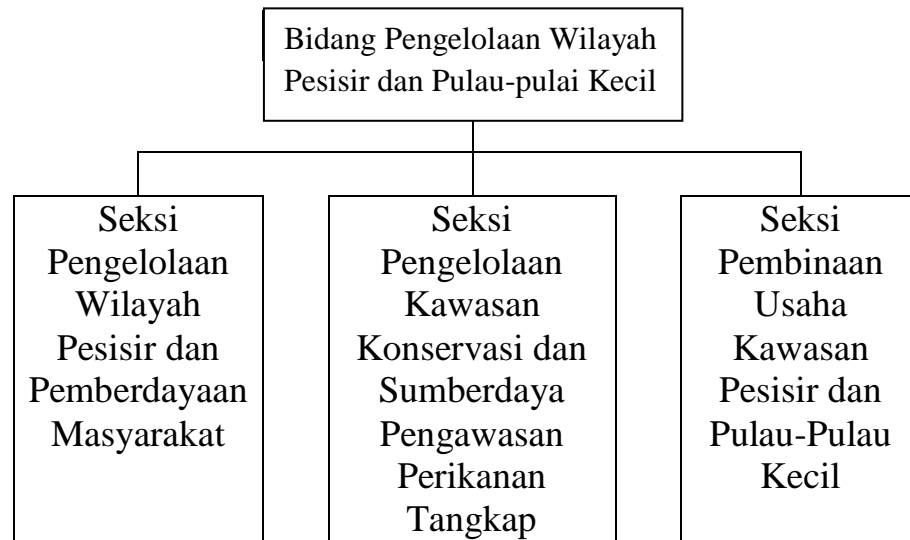 Bidang Pengelolaan Wilayah
Pesisir dan Pulau-pulai Kecil
Seksi
Pengelolaan
Wilayah
Pesisir dan
Pemberdayaan
Masyarakat
Seksi
Pengelolaan
Kawasan
Konservasi dan
Sumberdaya
Pengawasan
Perikanan
Tangkap
Seksi
Pembinaan
Usaha
Kawasan
Pesisir dan
Pulau-Pulau
Kecil